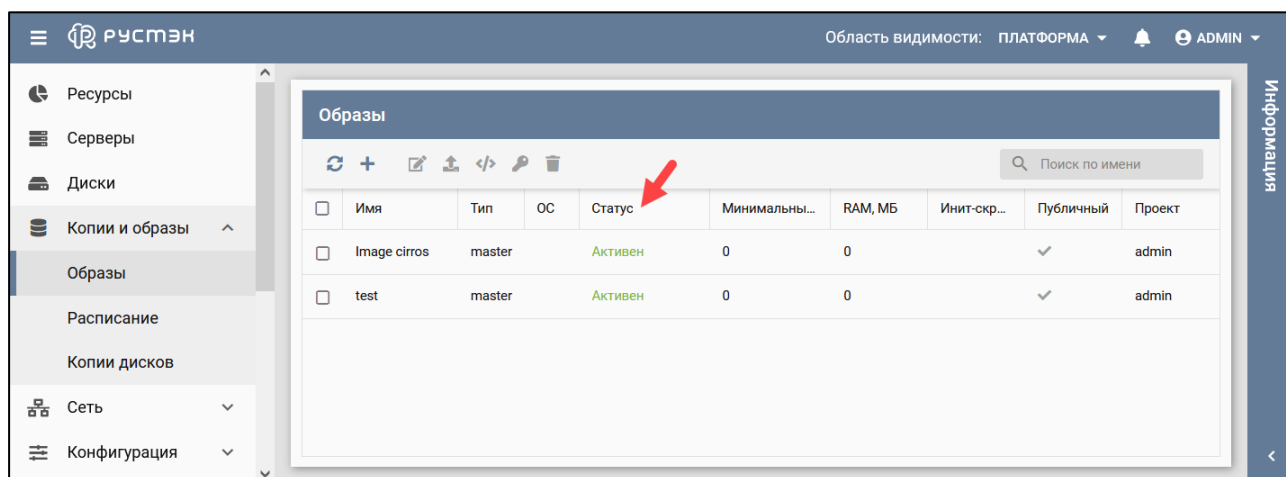 РУСТЭК
Область видимости: ПЛАТФОРМА
ADMIN
Ресурсы
Серверы
Диски
Копии и образы
Образы
Расписание
Копии дисков
Сеть
Конфигурация
Образы
Поиск по имени
Имя Тип ОС Статус Минимальны... RAM, МБ Инит-скр... Публичный Проект
Image cirros master Активен 0 0 admin
test master Активен 0 0 admin
Информация